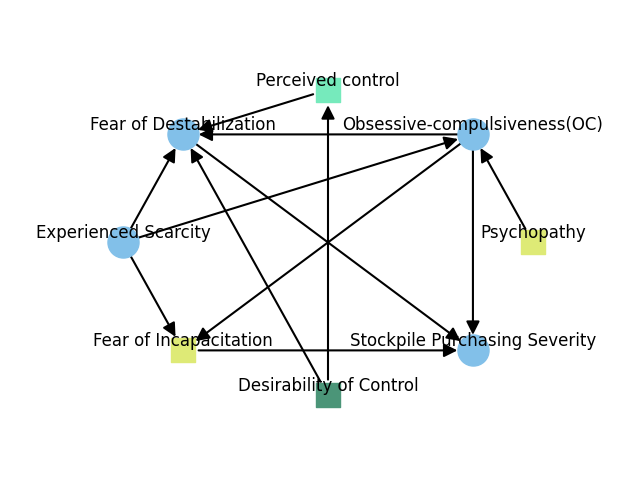 Perceived control
Fear of Destabilization
Obsessive-compulsiveness(OC)
Experienced Scarcity
Psychopathy
Fear of Incapacitation
Stockpile Purchasing Severity
Desirability of Control